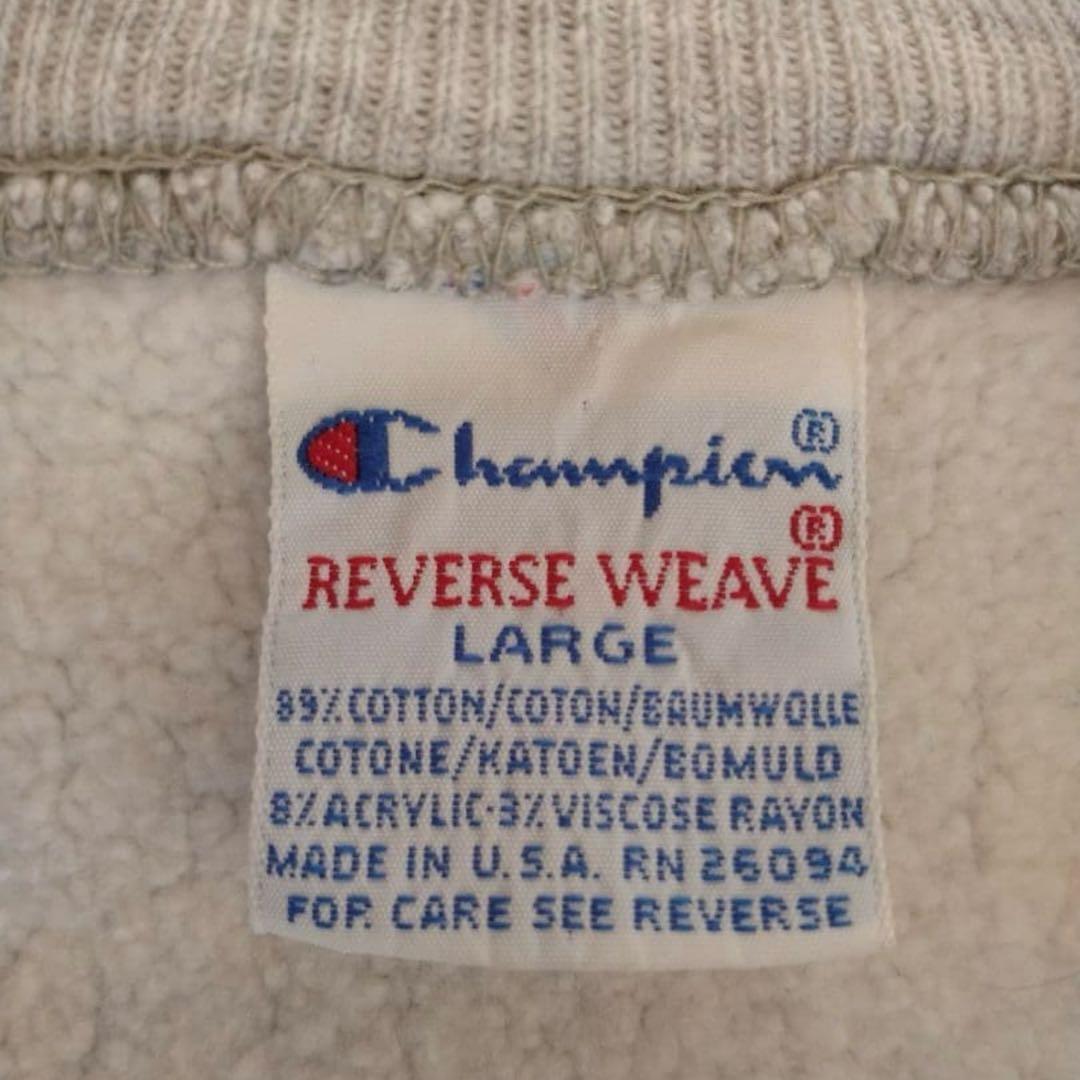 Champion®
REVERSE WEAVE®
LARGE
89% COTTON/COTON/BAUMWOLLE
COTONE/KATOEN/BOMULD
8% ACRYLIC·3% VISCOSE RAYON
MADE IN U.S.A. RN 26094
FOR CARE SEE REVERSE